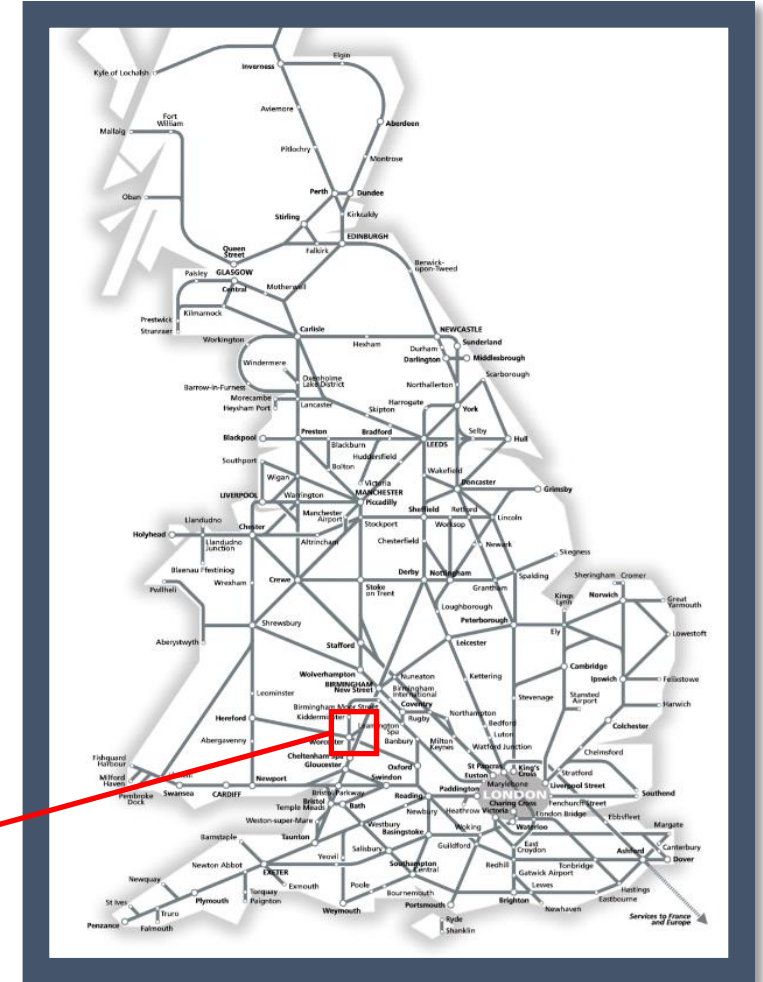 Elgin
Kyle of Lochalsh
Inverness
Aviemore
Fort
William
Mallaig
Aberdeen
Pitlochry
Montrose
Oban
Perth
Dundee
Stirling
Kirkcaldy
EDINBURGH
Queen
Street
Falkirk
Berwick-
upon-Tweed
Paisley
GLASGOW
Central
Motherwell
Kilmarnock
Prestwick
Stranraer
Carlisle
NEWCASTLE
Workington
Hexham
Sunderland
Durham
Darlington
Middlesbrough
Windermere
Scarborough
Oxenholme
Lake District
Northallerton
Barrow-in-Furness
Morecambe
Heysham Port
Lancaster
Harrogate
Skipton
York
Blackpool
Preston
Bradford
Selby
Hull
Blackburn
LEEDS
Huddersfield
Southport
Bolton
Wakefield
Wigan
Victoria
Doncaster
LIVERPOOL
Warrington
MANCHESTER
Piccadilly
Grimsby
Manchester
Airport
Sheffield
Retford
Llandudno
Stockport
Worksop
Lincoln
Holyhead
Chester
Llandudno
Junction
Altrincham
Chesterfield
Newark
Skegness
Blaenau Ffestiniog
Wrexham
Crewe
Derby
Nottingham
Spalding
Sheringham
Cromer
Pwllheli
Stoke
on Trent
Grantham
Kings
Lynn
Norwich
Great
Yarmouth
Loughborough
Shrewsbury
Peterborough
Ely
Lowestoft
Aberystwyth
Stafford
Leicester
Wolverhampton
Cambridge
BIRMINGHAM
New Street
Nuneaton
Kettering
Ipswich
Felixstowe
Birmingham
International
Leominster
Stevenage
Stansted
Airport
Harwich
Birmingham Moor Street
Coventry
Kidderminster
Rugby
Northampton
Hereford
Leamington
Spa
Bedford
Colchester
Worcester
Luton
Abergavenny
Banbury
Milton
Keynes
Watford Junction
Chelmsford
Fishguard
Harbour
Cheltenham Spa
Gloucester
Oxford
St Pancras
Euston
King's
Cross
Stratford
Milford
Haven
Newport
Swindon
Marylebone
Liverpool Street
Pembroke
Dock
Swansea
CARDIFF
Bristol Parkway
Reading
Paddington
LONDON
Southend
Bristol
Temple Meads
Bath
Charing Cross
Fenchurch Street
Newbury
Heathrow
Victoria
London Bridge
Ebbsfleet
Weston-super-Mare
Waterloo
Margate
Westbury
Basingstoke
Woking
Barnstaple
Taunton
East
Croydon
Canterbury
Salisbury
Guildford
Ashford
Dover
Newton Abbot
Yeovil
Redhill
Tonbridge
EXETER
Southampton
Central
Gatwick Airport
Newquay
Exmouth
Poole
Lewes
Hastings
Torquay
Paignton
Bournemouth
Eastbourne
St Ives
Plymouth
Weymouth
Portsmouth
Brighton
Newhaven
Truro
Penzance
Falmouth
Ryde
Shanklin
Services to France
and Europe